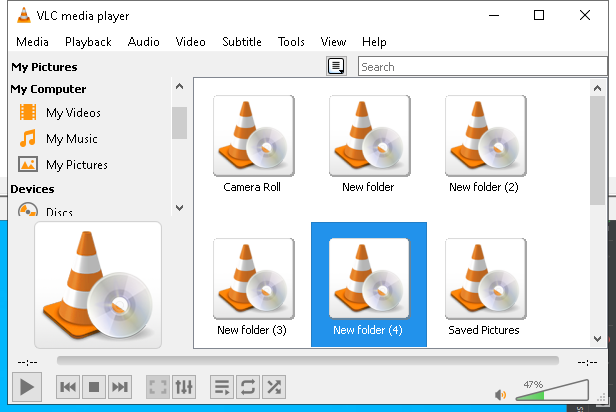 VLC media player
Media Playback Audio Video Subtitle Tools View Help
My Pictures
Search
My Computer
My Videos
My Music
My Pictures
Devices
Discs
Camera Roll
New folder
New folder (2)
New folder (3)
New folder (4)
Saved Pictures
--:--
--:--
47%